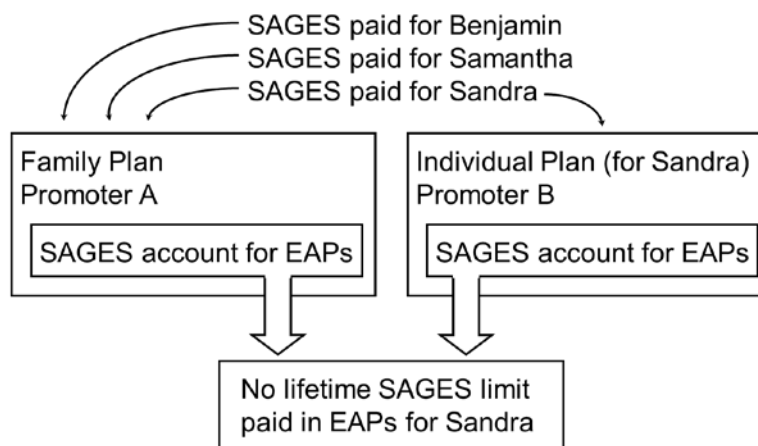 SAGES paid for Benjamin
SAGES paid for Samantha
SAGES paid for Sandra
Family Plan
Promoter A
SAGES account for EAPs
Individual Plan (for Sandra)
Promoter B
SAGES account for EAPs
No lifetime SAGES limit
paid in EAPs for Sandra